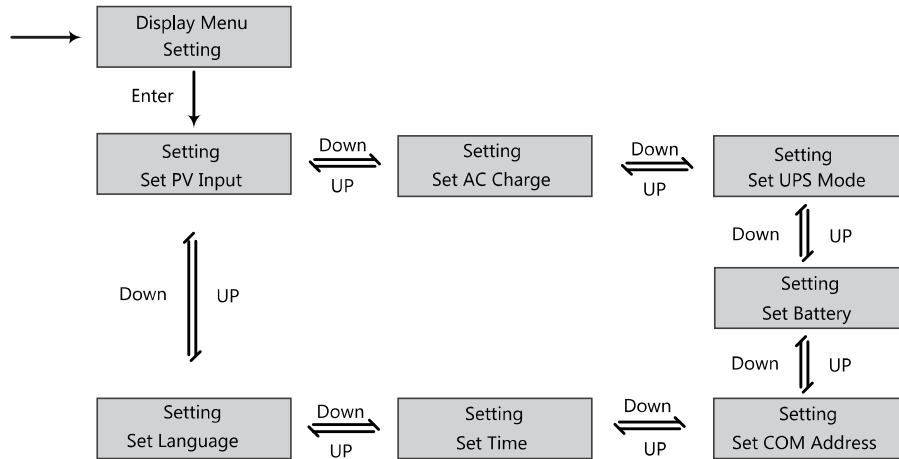 Display Menu
Setting
Enter
Setting
Set PV Input
Down
UP
Setting
Set AC Charge
Down
UP
Setting
Set UPS Mode
Down
UP
Setting
Set Battery
Down
UP
Down
UP
Setting
Set Language
Down
UP
Setting
Set Time
Down
UP
Setting
Set COM Address